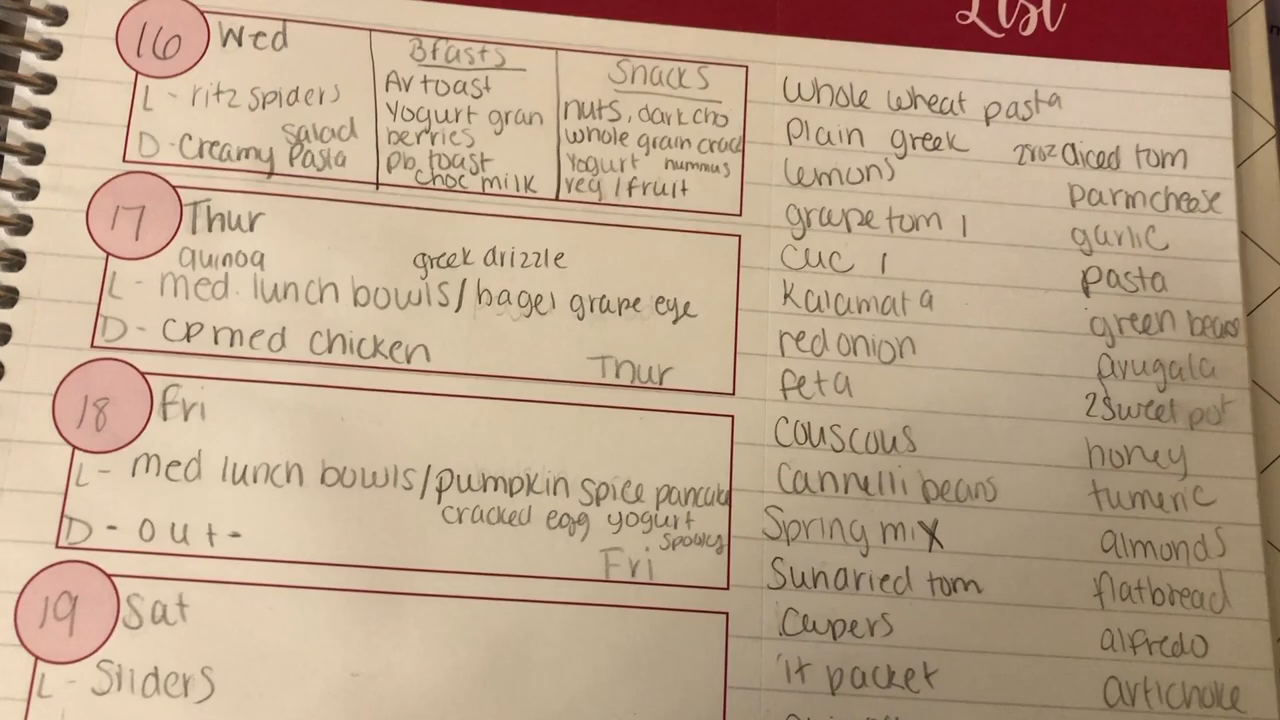 List
16 Wed
L - ritz spiders
salad
D - Creamy Pasta
Bfasts
Av toast
Yogurt gran
berries
pb toast
choc milk
Snacks
nuts, dark cho
whole grain crack
Yogurt hummus
veg / fruit
17 Thur
quinoa greek drizzle
L - med. lunch bowls / bagel grape eye
D - CP med chicken
Thur
18 Fri
L - med lunch bowls / pumpkin spice pancake
cracked egg yogurt
spooky
D - out -
Fri
19 Sat
L - Sliders
Whole wheat pasta
Plain greek
lemons
grape tom 1
cuc 1
Kalamata
red onion
feta
couscous
Cannelli beans
Spring mix
Sundried tom
capers
it packet
diced tom
parm cheese
garlic
pasta
green beans
arugala
2 sweet pot
honey
tumeric
almonds
flatbread
alfredo
artichoke